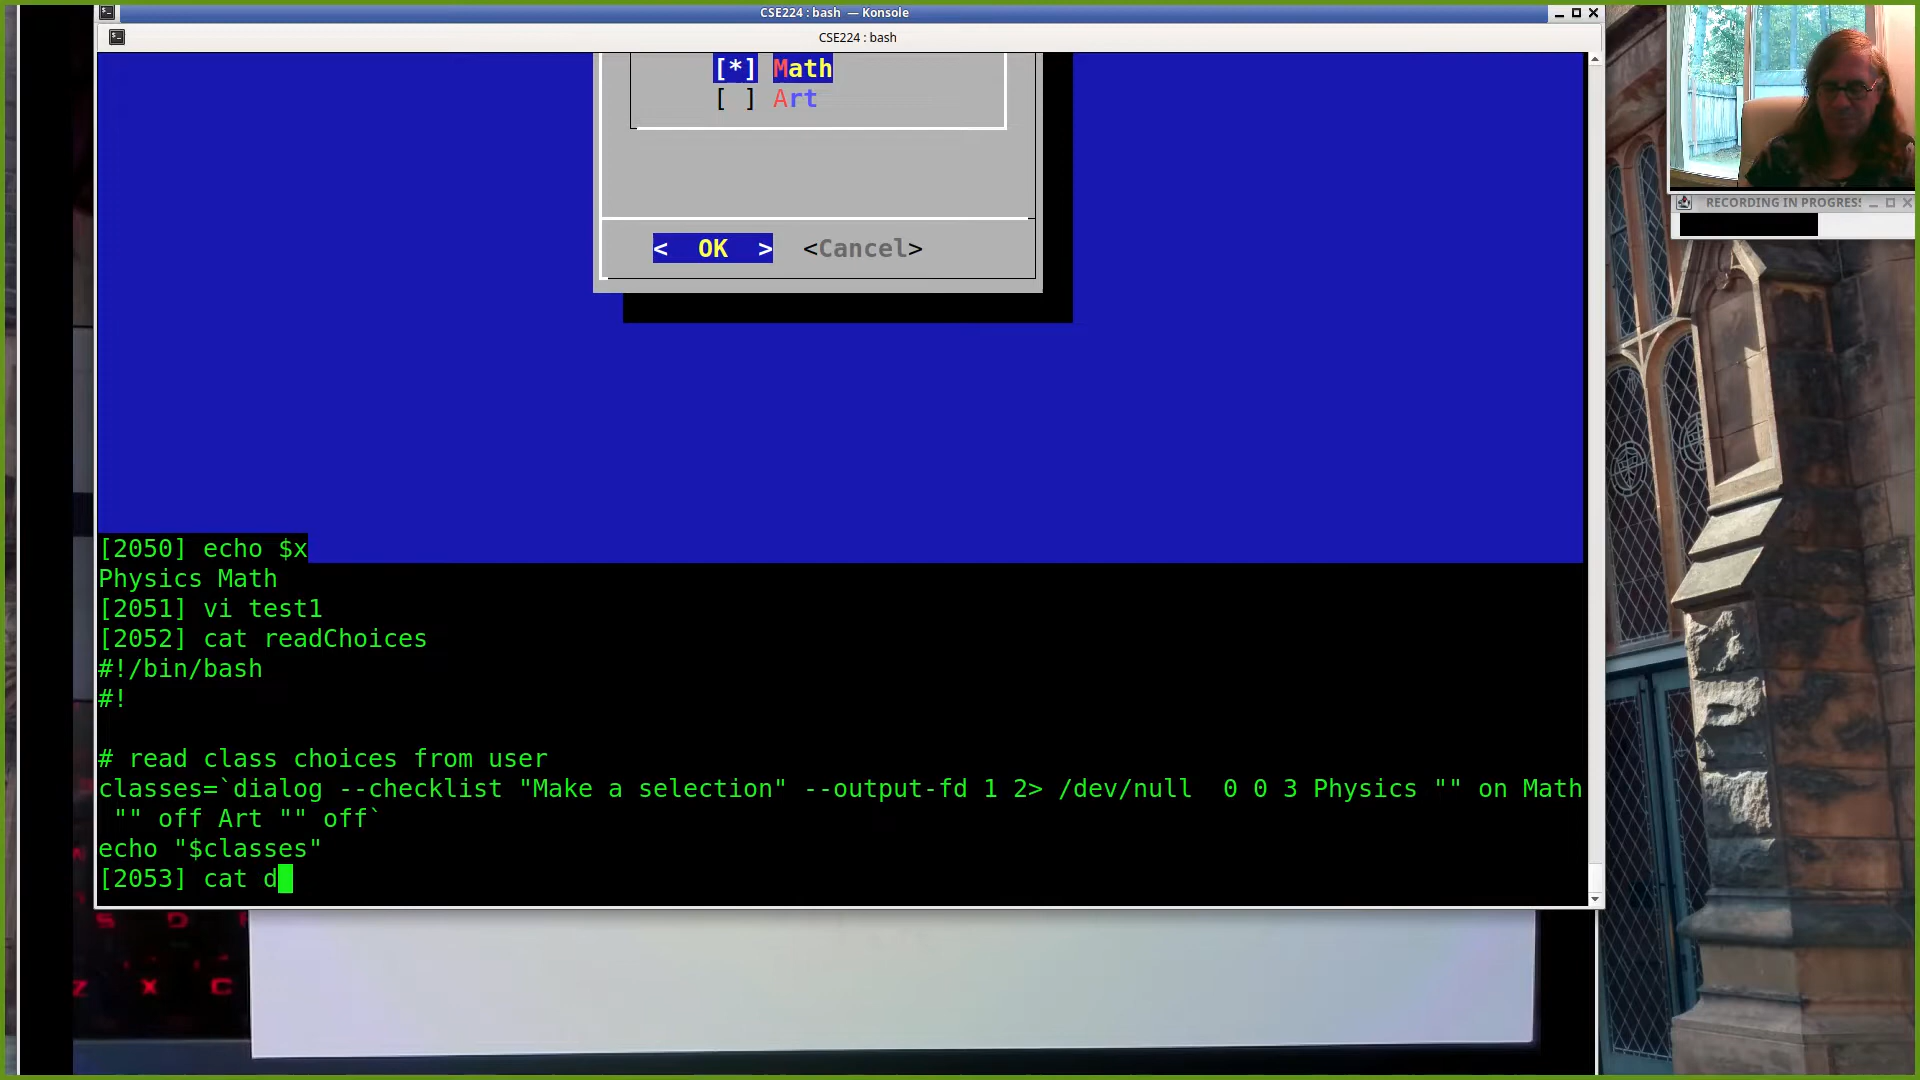 CSE224 : bash — Konsole
CSE224 : bash
[*] Math
[ ] Art
< OK > <Cancel>
RECORDING IN PROGRESS
[2050] echo $x
Physics Math
[2051] vi test1
[2052] cat readChoices
#!/bin/bash
#!
# read class choices from user
classes=`dialog --checklist "Make a selection" --output-fd 1 2> /dev/null  0 0 3 Physics "" on Math
 "" off Art "" off`
echo "$classes"
[2053] cat d
S D
Z X C